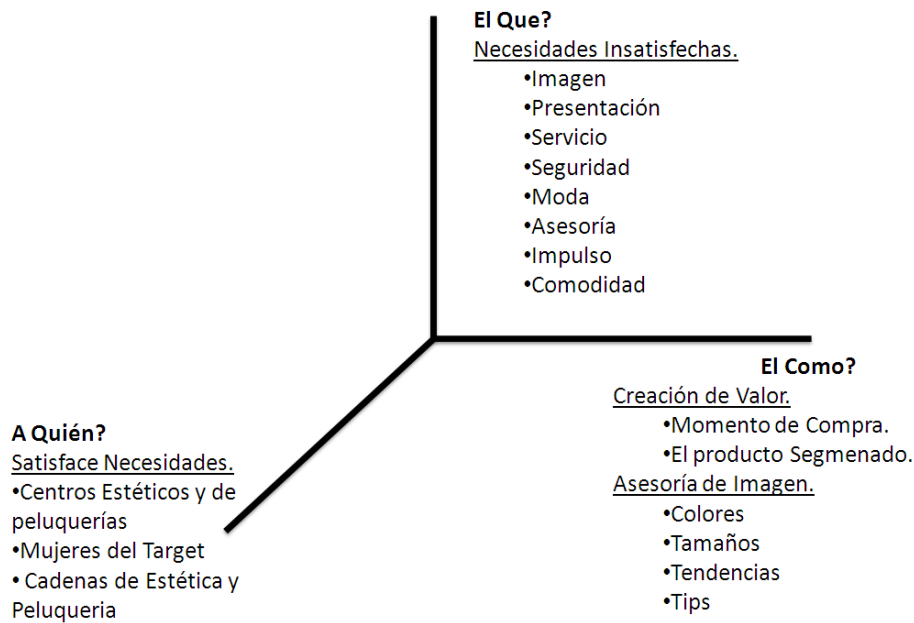 El Que?
Necesidades Insatisfechas.
•Imagen
•Presentación
•Servicio
•Seguridad
•Moda
•Asesoría
•Impulso
•Comodidad
El Como?
Creación de Valor.
•Momento de Compra.
•El producto Segmenado.
Asesoría de Imagen.
•Colores
•Tamaños
•Tendencias
•Tips
A Quién?
Satisface Necesidades.
•Centros Estéticos y de
peluquerías
•Mujeres del Target
• Cadenas de Estética y
Peluqueria